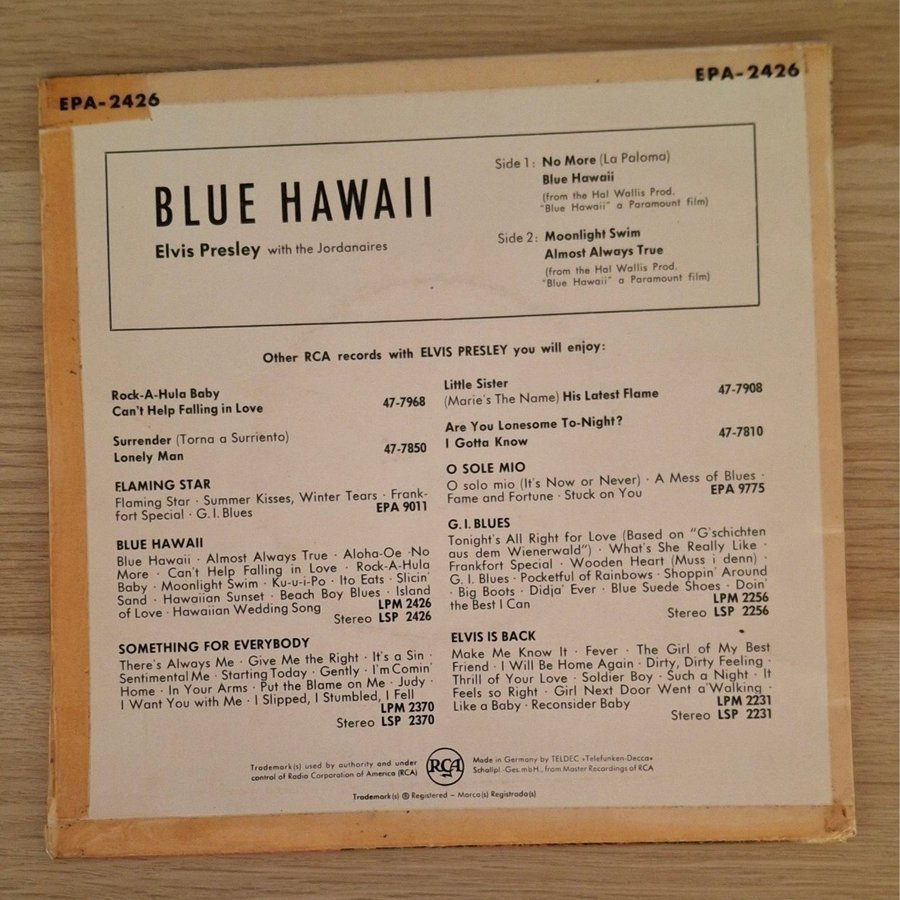 EPA-2426
EPA-2426
BLUE HAWAII
Elvis Presley with the Jordanaires
Side 1: No More (La Paloma)
Blue Hawaii
(from the Hal Wallis Prod.
"Blue Hawaii" a Paramount film)
Side 2: Moonlight Swim
Almost Always True
(from the Hal Wallis Prod.
"Blue Hawaii" a Paramount film)
Other RCA records with ELVIS PRESLEY you will enjoy:
Rock-A-Hula Baby
Can't Help Falling in Love 47-7968
Surrender (Torna a Surriento)
Lonely Man 47-7850
FLAMING STAR
Flaming Star · Summer Kisses, Winter Tears · Frank-
fort Special · G. I. Blues EPA 9011
BLUE HAWAII
Blue Hawaii · Almost Always True · Aloha-Oe · No
More · Can't Help Falling in Love · Rock-A-Hula
Baby · Moonlight Swim · Ku-u-i-Po · Ito Eats · Slicin'
Sand · Hawaiian Sunset · Beach Boy Blues · Island
of Love · Hawaiian Wedding Song LPM 2426
Stereo LSP 2426
SOMETHING FOR EVERYBODY
There's Always Me · Give Me the Right · It's a Sin ·
Sentimental Me · Starting Today · Gently · I'm Comin'
Home · In Your Arms · Put the Blame on Me · Judy ·
I Want You with Me · I Slipped, I Stumbled, I Fell
LPM 2370
Stereo LSP 2370
Little Sister
(Marie's The Name) His Latest Flame 47-7908
Are You Lonesome To-Night?
I Gotta Know 47-7810
O SOLE MIO
O solo mio (It's Now or Never) · A Mess of Blues ·
Fame and Fortune · Stuck on You EPA 9775
G. I. BLUES
Tonight's All Right for Love (Based on "G'schichten
aus dem Wienerwald") · What's She Really Like ·
Frankfort Special · Wooden Heart (Muss i denn) ·
G. I. Blues · Pocketful of Rainbows · Shoppin' Around
· Big Boots · Didja' Ever · Blue Suede Shoes · Doin'
the Best I Can LPM 2256
Stereo LSP 2256
ELVIS IS BACK
Make Me Know It · Fever · The Girl of My Best
Friend · I Will Be Home Again · Dirty, Dirty Feeling ·
Thrill of Your Love · Soldier Boy · Such a Night · It
Feels so Right · Girl Next Door Went a'Walking ·
Like a Baby · Reconsider Baby LPM 2231
Stereo LSP 2231
Trademark(s) used by authority and under
control of Radio Corporation of America (RCA)
RCA
Made in Germany by TELDEC »Telefunken-Decca«
Schallpl.-Ges.mbH., from Master Recordings of RCA
Trademark(s) ® Registered – Marca(s) Registrada(s)